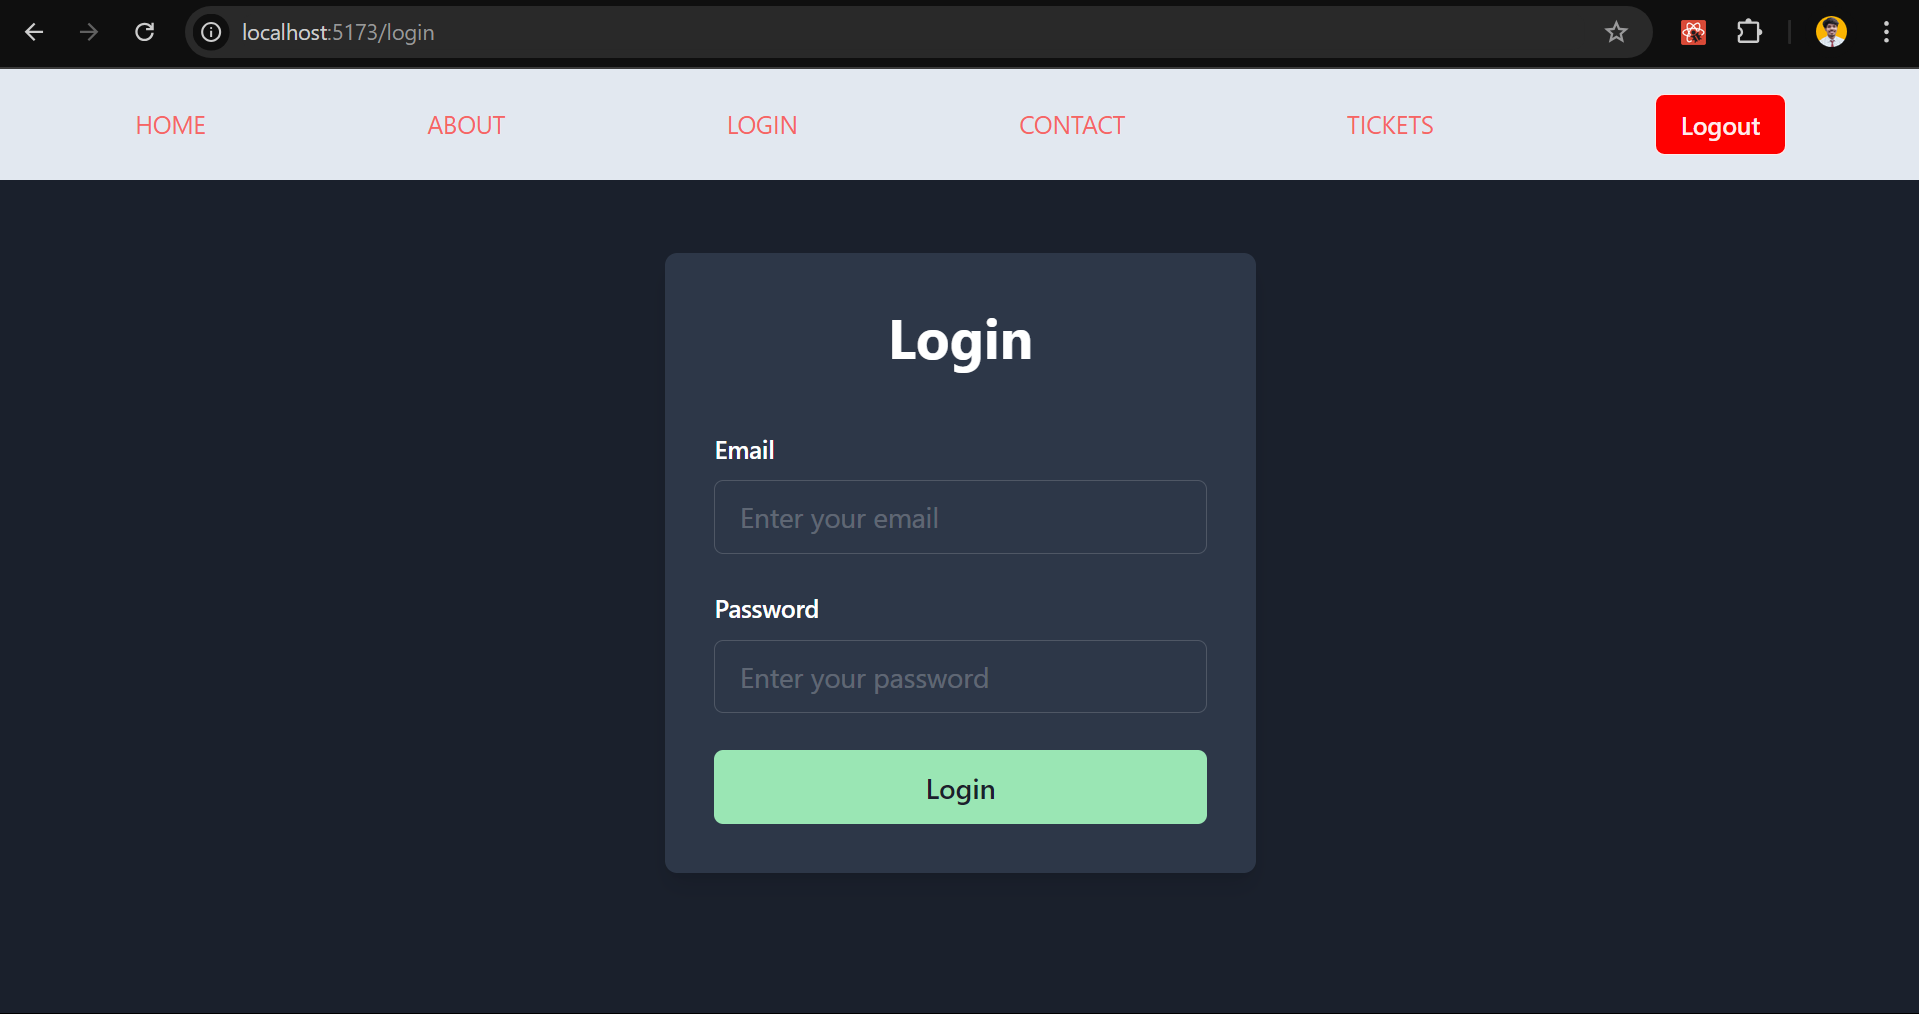 localhost:5173/login
HOME ABOUT LOGIN CONTACT TICKETS Logout
Login
Email
Enter your email
Password
Enter your password
Login